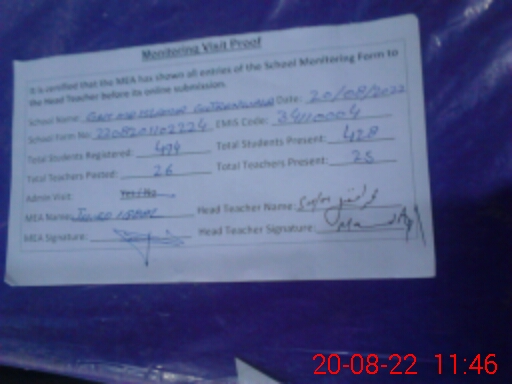 Monitoring Visit Proof
It is certified that the MEA has shown all entries of the School Monitoring Form to
the Head Teacher before its online submission.
School Name: Date: 20/08/2022
School Form No: 2208201102224 EMIS Code: 34110004
Total Students Registered: 494 Total Students Present: 428
Total Teachers Posted: 26 Total Teachers Present: 25
Admin Visit: Yes / No
MEA Name: Head Teacher Name:
MEA Signature: Head Teacher Signature:
20-08-22 11:46